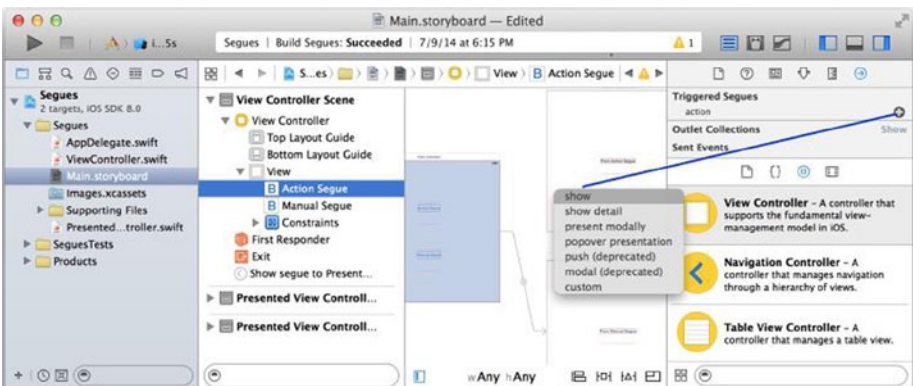 Main.storyboard — Edited
i...5s
Segues | Build Segues: Succeeded | 7/9/14 at 6:15 PM
1
S...es)
View
B Action Segue
Segues
2 targets, iOS SDK 8.0
Segues
AppDelegate.swift
ViewController.swift
Main.storyboard
Images.xcassets
Supporting Files
Presented...troller.swift
SeguesTests
Products
View Controller Scene
View Controller
Top Layout Guide
Bottom Layout Guide
View
B Action Segue
B Manual Segue
Constraints
First Responder
Exit
Show segue to Present...
Presented View Controll...
Presented View Controll...
show
show detail
present modally
popover presentation
push (deprecated)
modal (deprecated)
custom
wAny hAny
Triggered Segues
action
Outlet Collections
Show
Sent Events
View Controller – A controller that
supports the fundamental view-
management model in iOS.
Navigation Controller – A
controller that manages navigation
through a hierarchy of views.
Table View Controller – A
controller that manages a table view.